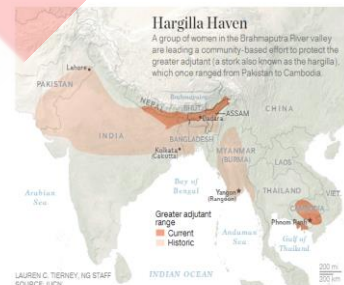 Hargilla Haven
A group of women in the Brahmaputra River valley
are leading a community-based effort to protect the
greater adjutant (a stork also known as the hargilla),
which once ranged from Pakistan to Cambodia.
Lahore
PAKISTAN
NEPAL
Brahmaputra
BHUT.
ASSAM
CHINA
Dadara
INDIA
BANGLADESH
Kolkata
(Calcutta)
MYANMAR
(BURMA)
LAOS
Arabian
Sea
Bay of
Bengal
Yangon
(Rangoon)
THAILAND
VIET.
Greater adjutant
range
Current
Historic
Andaman
Sea
Phnom Penh
Gulf of
Thailand
INDIAN OCEAN
200 mi
200 km
LAUREN C. TIERNEY, NG STAFF
SOURCE: IUCN